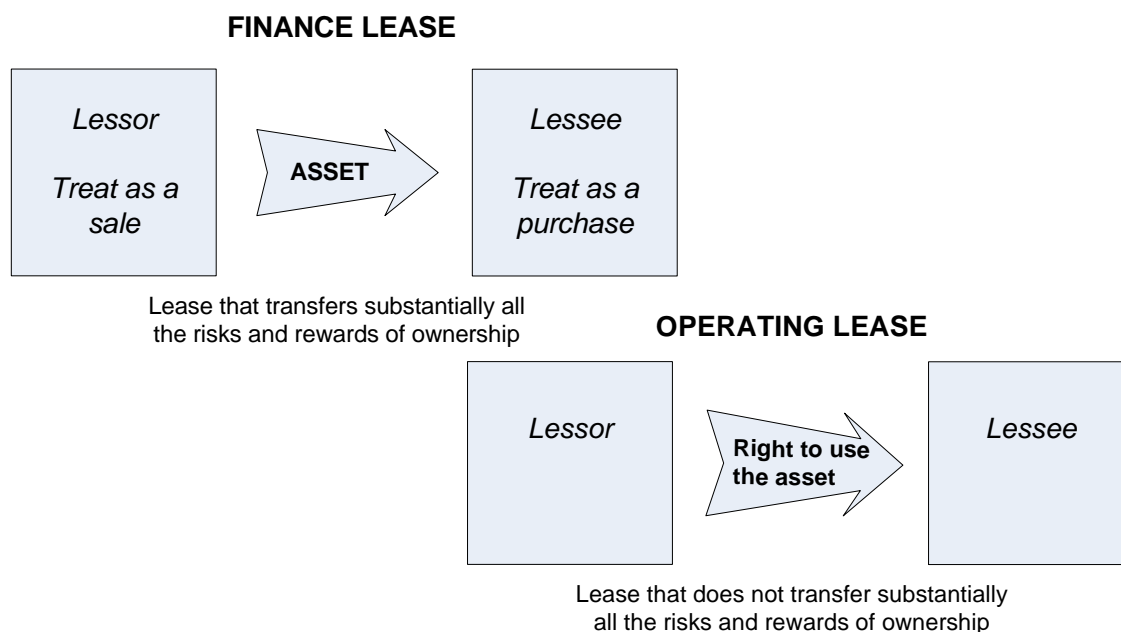 FINANCE LEASE
Lessor
Treat as a
sale
ASSET
Lessee
Treat as a
purchase
Lease that transfers substantially all
the risks and rewards of ownership
OPERATING LEASE
Lessor
Right to use
the asset
Lessee
Lease that does not transfer substantially
all the risks and rewards of ownership